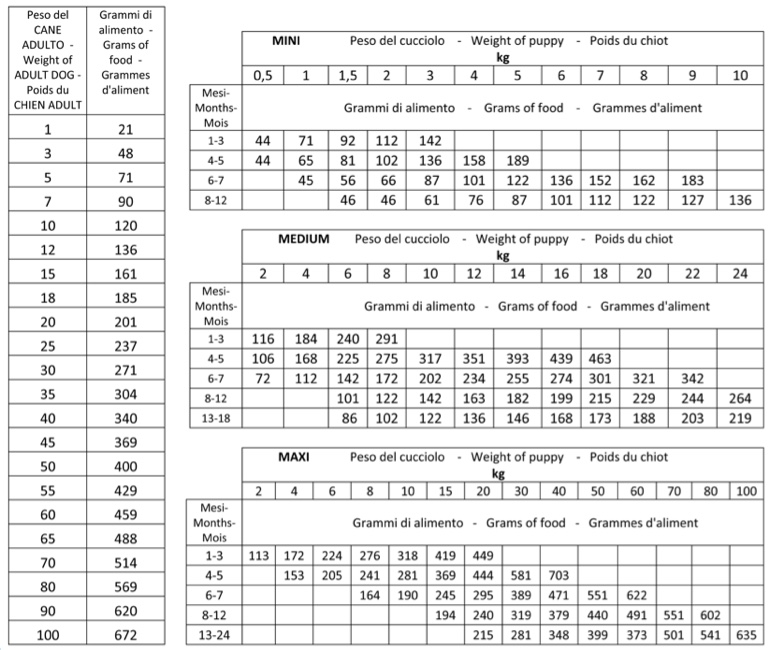 Peso del CANE ADULTO - Weight of ADULT DOG - Poids du CHIEN ADULT | Grammi di alimento - Grams of food - Grammes d'aliment
1 21
3 48
5 71
7 90
10 120
12 136
15 161
18 185
20 201
25 237
30 271
35 304
40 340
45 369
50 400
55 429
60 459
65 488
70 514
80 569
90 620
100 672
MINI Peso del cucciolo - Weight of puppy - Poids du chiot
kg
0,5 1 1,5 2 3 4 5 6 7 8 9 10
Mesi-
Months-
Mois
Grammi di alimento - Grams of food - Grammes d'aliment
1-3 44 71 92 112 142
4-5 44 65 81 102 136 158 189
6-7 45 56 66 87 101 122 136 152 162 183
8-12 46 46 61 76 87 101 112 122 127 136
MEDIUM Peso del cucciolo - Weight of puppy - Poids du chiot
kg
2 4 6 8 10 12 14 16 18 20 22 24
Mesi-
Months-
Mois
Grammi di alimento - Grams of food - Grammes d'aliment
1-3 116 184 240 291
4-5 106 168 225 275 317 351 393 439 463
6-7 72 112 142 172 202 234 255 274 301 321 342
8-12 101 122 142 163 182 199 215 229 244 264
13-18 86 102 122 136 146 168 173 188 203 219
MAXI Peso del cucciolo - Weight of puppy - Poids du chiot
kg
2 4 6 8 10 15 20 30 40 50 60 70 80 100
Mesi-
Months-
Mois
Grammi di alimento - Grams of food - Grammes d'aliment
1-3 113 172 224 276 318 419 449
4-5 153 205 241 281 369 444 581 703
6-7 164 190 245 295 389 471 551 622
8-12 194 240 319 379 440 491 551 602
13-24 215 281 348 399 373 501 541 635